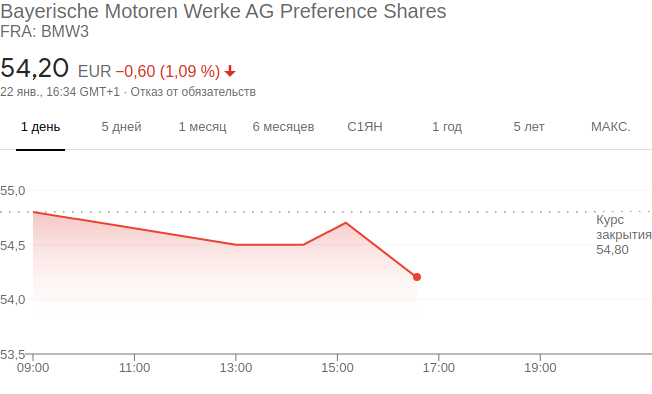 Bayerische Motoren Werke AG Preference Shares
FRA: BMW3
54,20 EUR −0,60 (1,09 %)
22 янв., 16:34 GMT+1 · Отказ от обязательств
1 день 5 дней 1 месяц 6 месяцев С1ЯН 1 год 5 лет МАКС.
55,0
Курс
закрытия
54,80
54,5
54,0
53,5
09:00 11:00 13:00 15:00 17:00 19:00